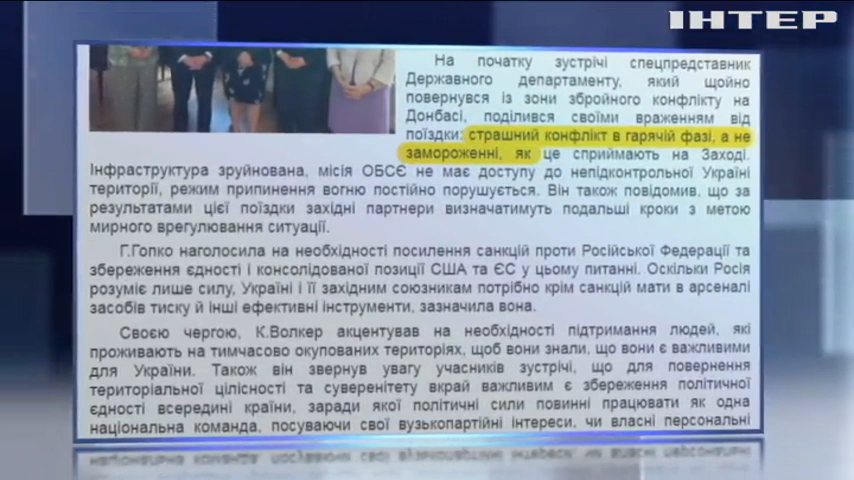 ІНТЕР
На початку зустрічі спецпредставник
Державного департаменту, який щойно
повернувся із зони збройного конфлікту на
Донбасі, поділився своїми враженням від
поїздки: страшний конфлікт в гарячій фазі, а не
замороженні, як це сприймають на Заході.
Інфраструктура зруйнована, місія ОБСЄ не має доступу до непідконтрольної Україні
території, режим припинення вогню постійно порушується. Він також повідомив, що за
результатами цієї поїздки західні партнери визначатимуть подальші кроки з метою
мирного врегулювання ситуації.
Г.Гопко наголосила на необхідності посилення санкцій проти Російської Федерації та
збереження єдності і консолідованої позиції США та ЄС у цьому питанні. Оскільки Росія
розуміє лише силу, Україні і її західним союзникам потрібно крім санкцій мати в арсеналі
засобів тиску й інші ефективні інструменти, зазначила вона.
Своєю чергою, К.Волкер акцентував на необхідності підтримання людей, які
проживають на тимчасово окупованих територіях, щоб вони знали, що вони є важливими
для України. Також він звернув увагу учасників зустрічі, що для повернення
територіальної цілісності та суверенітету вкрай важливим є збереження політичної
єдності всередині країни, заради якої політичні сили повинні працювати як одна
національна команда, посуваючи свої вузькопартійні інтереси, чи власні персональні